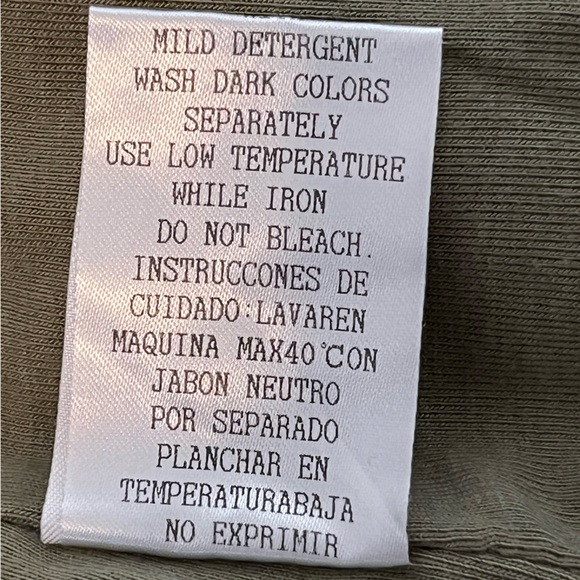 MILD DETERGENT
WASH DARK COLORS
SEPARATELY
USE LOW TEMPERATURE
WHILE IRON
DO NOT BLEACH.
INSTRUCCONES DE
CUIDADO:LAVAREN
MAQUINA MAX40°CON
JABON NEUTRO
POR SEPARADO
PLANCHAR EN
TEMPERATURABAJA
NO EXPRIMIR